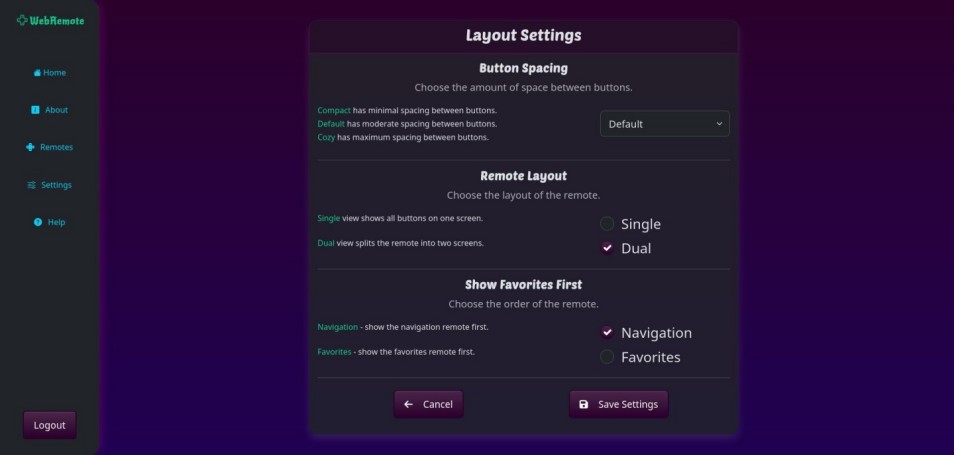 WebRemote
Home
About
Remotes
Settings
Help
Logout
Layout Settings
Button Spacing
Choose the amount of space between buttons.
Compact has minimal spacing between buttons.
Default has moderate spacing between buttons.
Cozy has maximum spacing between buttons.
Default
Remote Layout
Choose the layout of the remote.
Single view shows all buttons on one screen.
Dual view splits the remote into two screens.
Single
Dual
Show Favorites First
Choose the order of the remote.
Navigation - show the navigation remote first.
Favorites - show the favorites remote first.
Navigation
Favorites
Cancel
Save Settings